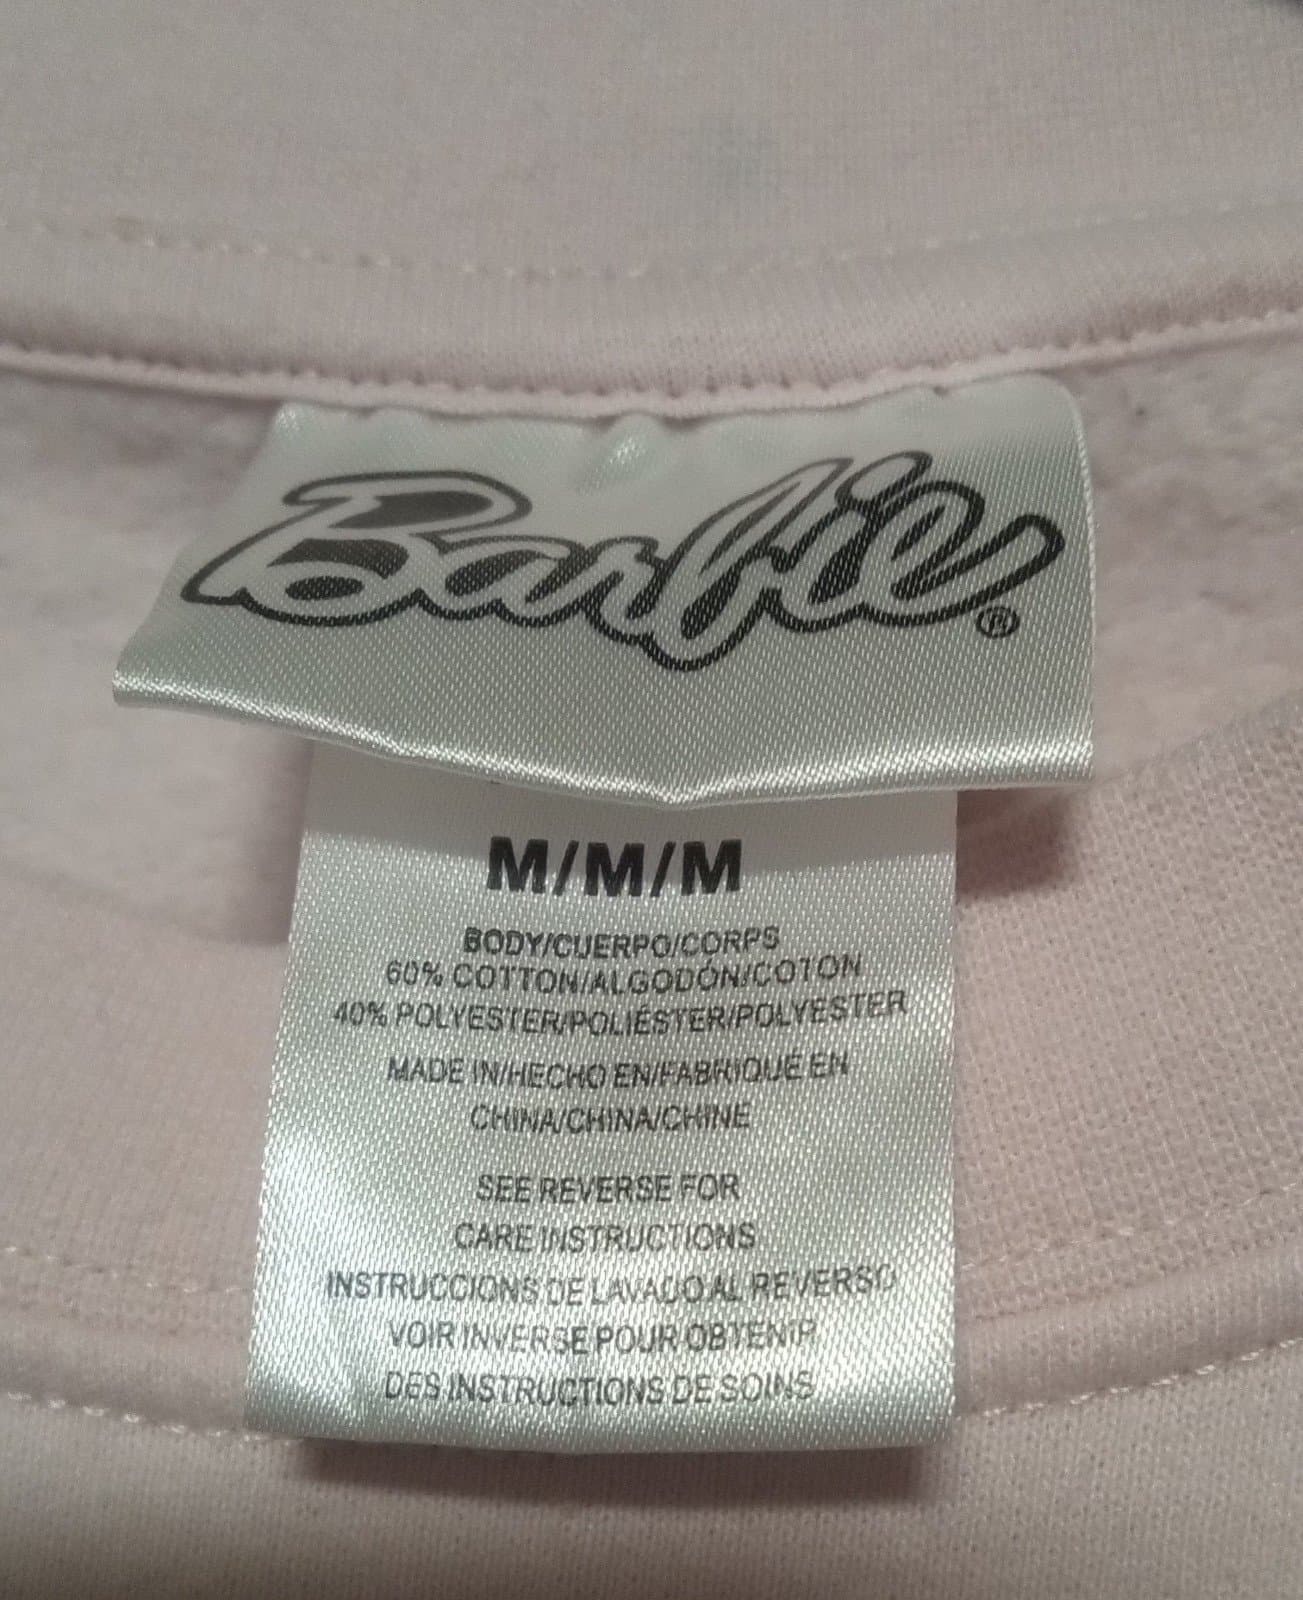 Barbie®
M/M/M
BODY/CUERPO/CORPS
60% COTTON/ALGODÓN/COTON
40% POLYESTER/POLIÉSTER/POLYESTER
MADE IN/HECHO EN/FABRIQUÉ EN
CHINA/CHINA/CHINE
SEE REVERSE FOR
CARE INSTRUCTIONS
INSTRUCCIONS DE LAVADO AL REVERSO
VOIR INVERSE POUR OBTENIR
DES INSTRUCTIONS DE SOINS